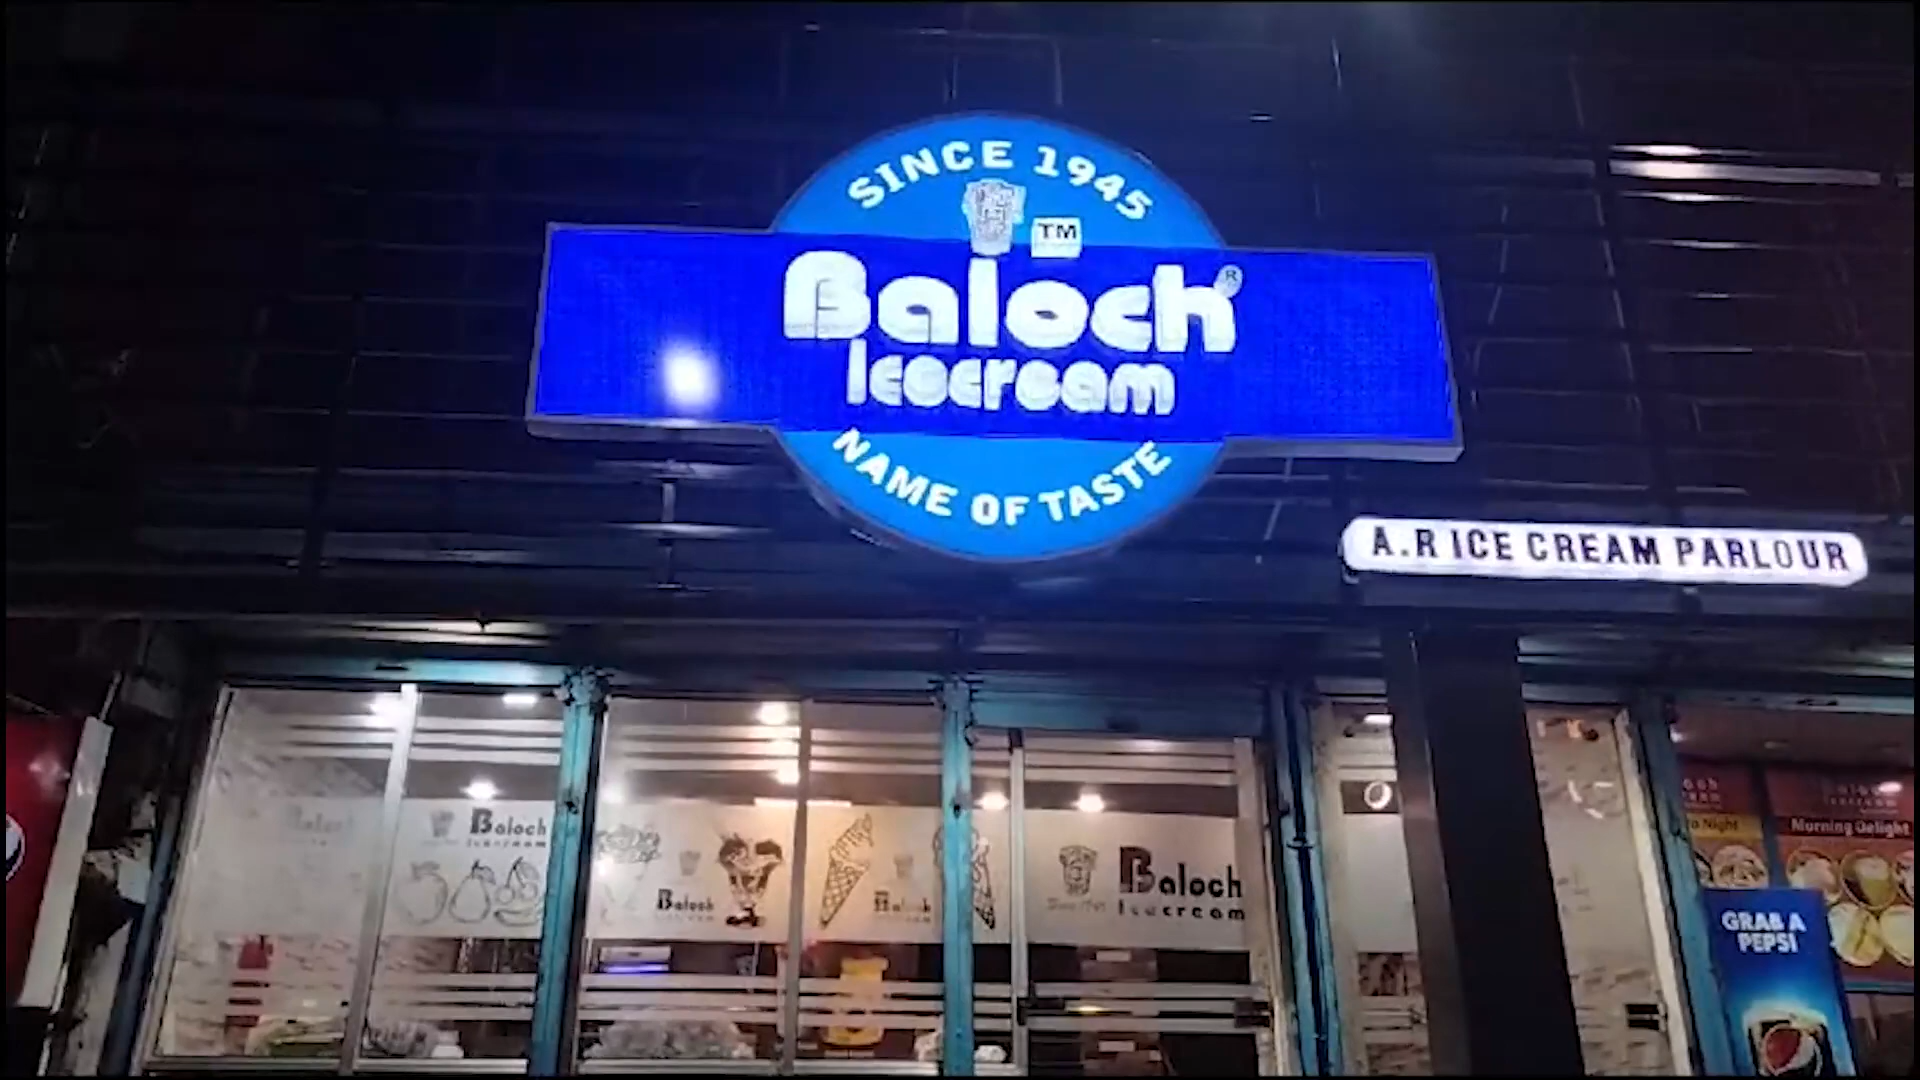 SINCE 1945
TM
Baloch®
Icecream
NAME OF TASTE
A.R ICE CREAM PARLOUR
Baloch
Icecream
Baloch
Baloch
Baloch
Icecream
Morning Delight
GRAB A
PEPSI